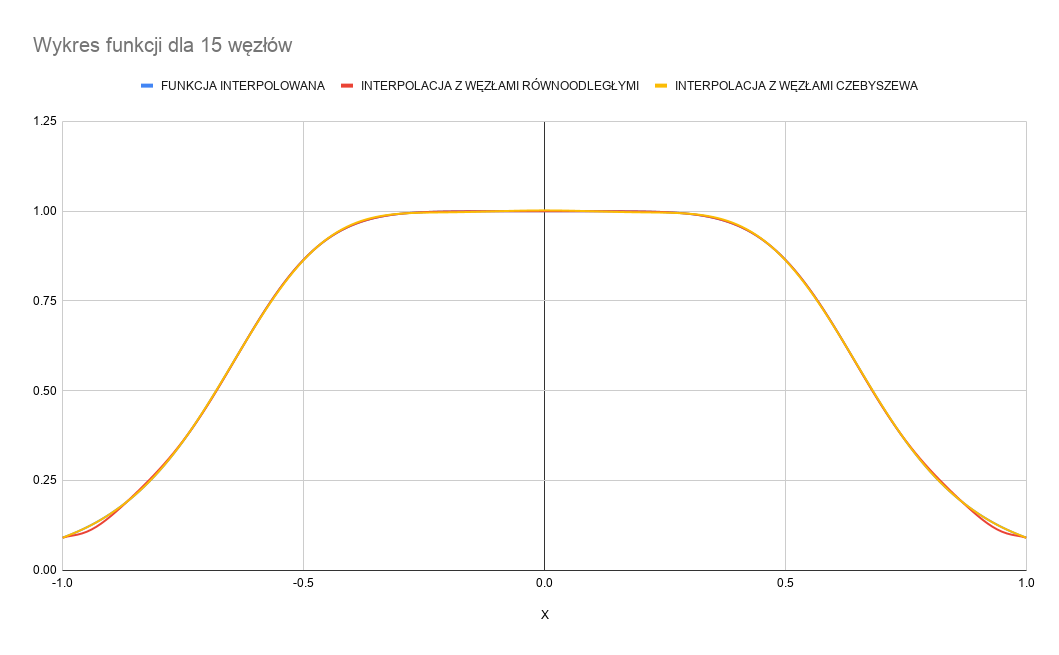 Wykres funkcji dla 15 węzłów
FUNKCJA INTERPOLOWANA INTERPOLACJA Z WĘZŁAMI RÓWNOODLEGŁYMI INTERPOLACJA Z WĘZŁAMI CZEBYSZEWA
1.25
1.00
0.75
0.50
0.25
0.00
-1.0 -0.5 0.0 0.5 1.0
X